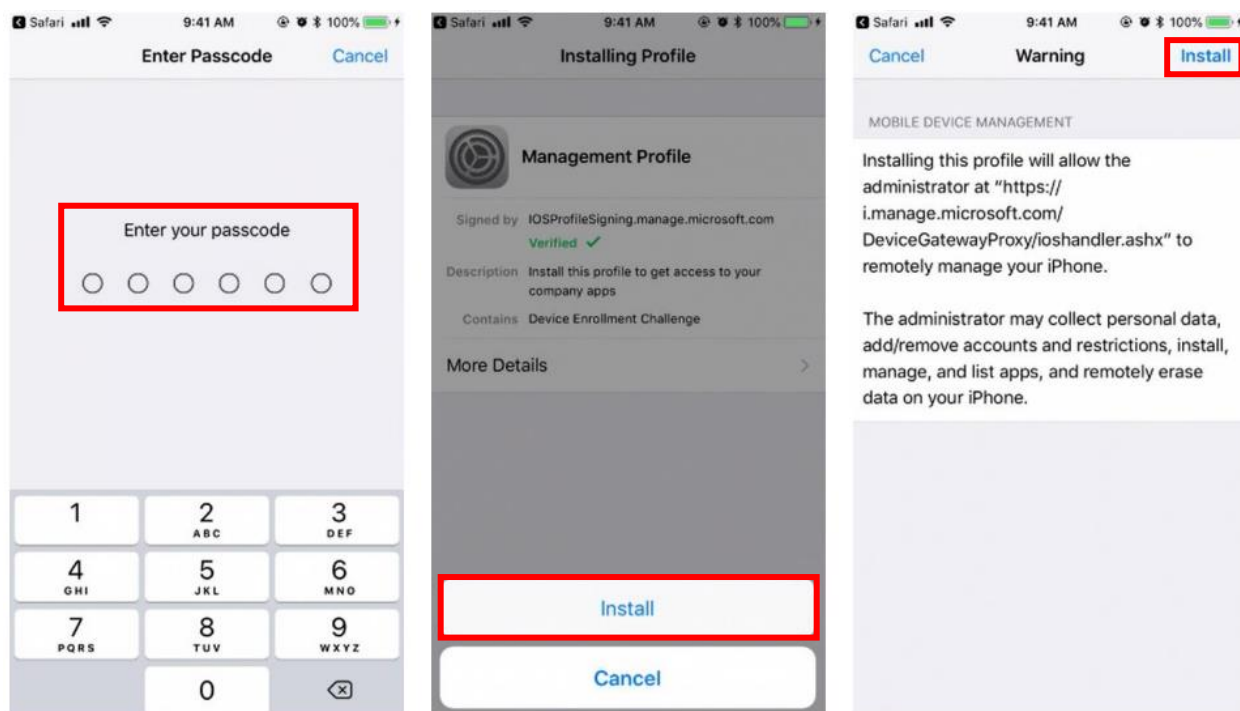 Safari 9:41 AM 100%
Enter Passcode Cancel
Enter your passcode
1 2 3
ABC DEF
4 5 6
GHI JKL MNO
7 8 9
PQRS TUV WXYZ
0
Safari 9:41 AM 100%
Installing Profile
Management Profile
Signed by IOSProfileSigning.manage.microsoft.com
Verified ✓
Description Install this profile to get access to your
company apps
Contains Device Enrollment Challenge
More Details
Install
Cancel
Safari 9:41 AM 100%
Cancel Warning Install
MOBILE DEVICE MANAGEMENT
Installing this profile will allow the
administrator at “https://
i.manage.microsoft.com/
DeviceGatewayProxy/ioshandler.ashx” to
remotely manage your iPhone.
The administrator may collect personal data,
add/remove accounts and restrictions, install,
manage, and list apps, and remotely erase
data on your iPhone.